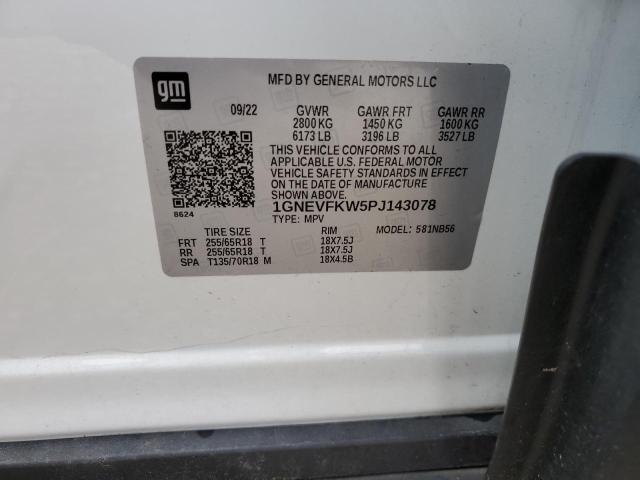 gm
MFD BY GENERAL MOTORS LLC
09/22 GVWR GAWR FRT GAWR RR
2800 KG 1450 KG 1600 KG
6173 LB 3196 LB 3527 LB
THIS VEHICLE CONFORMS TO ALL
APPLICABLE U.S. FEDERAL MOTOR
VEHICLE SAFETY STANDARDS IN EFFECT
ON THE DATE OF MANUFACTURE SHOWN ABOVE.
1GNEVFKW5PJ143078
8624 TYPE: MPV
TIRE SIZE RIM MODEL: 581NB56
FRT 255/65R18 T 18X7.5J
RR 255/65R18 T 18X7.5J
SPA T135/70R18 M 18X4.5B